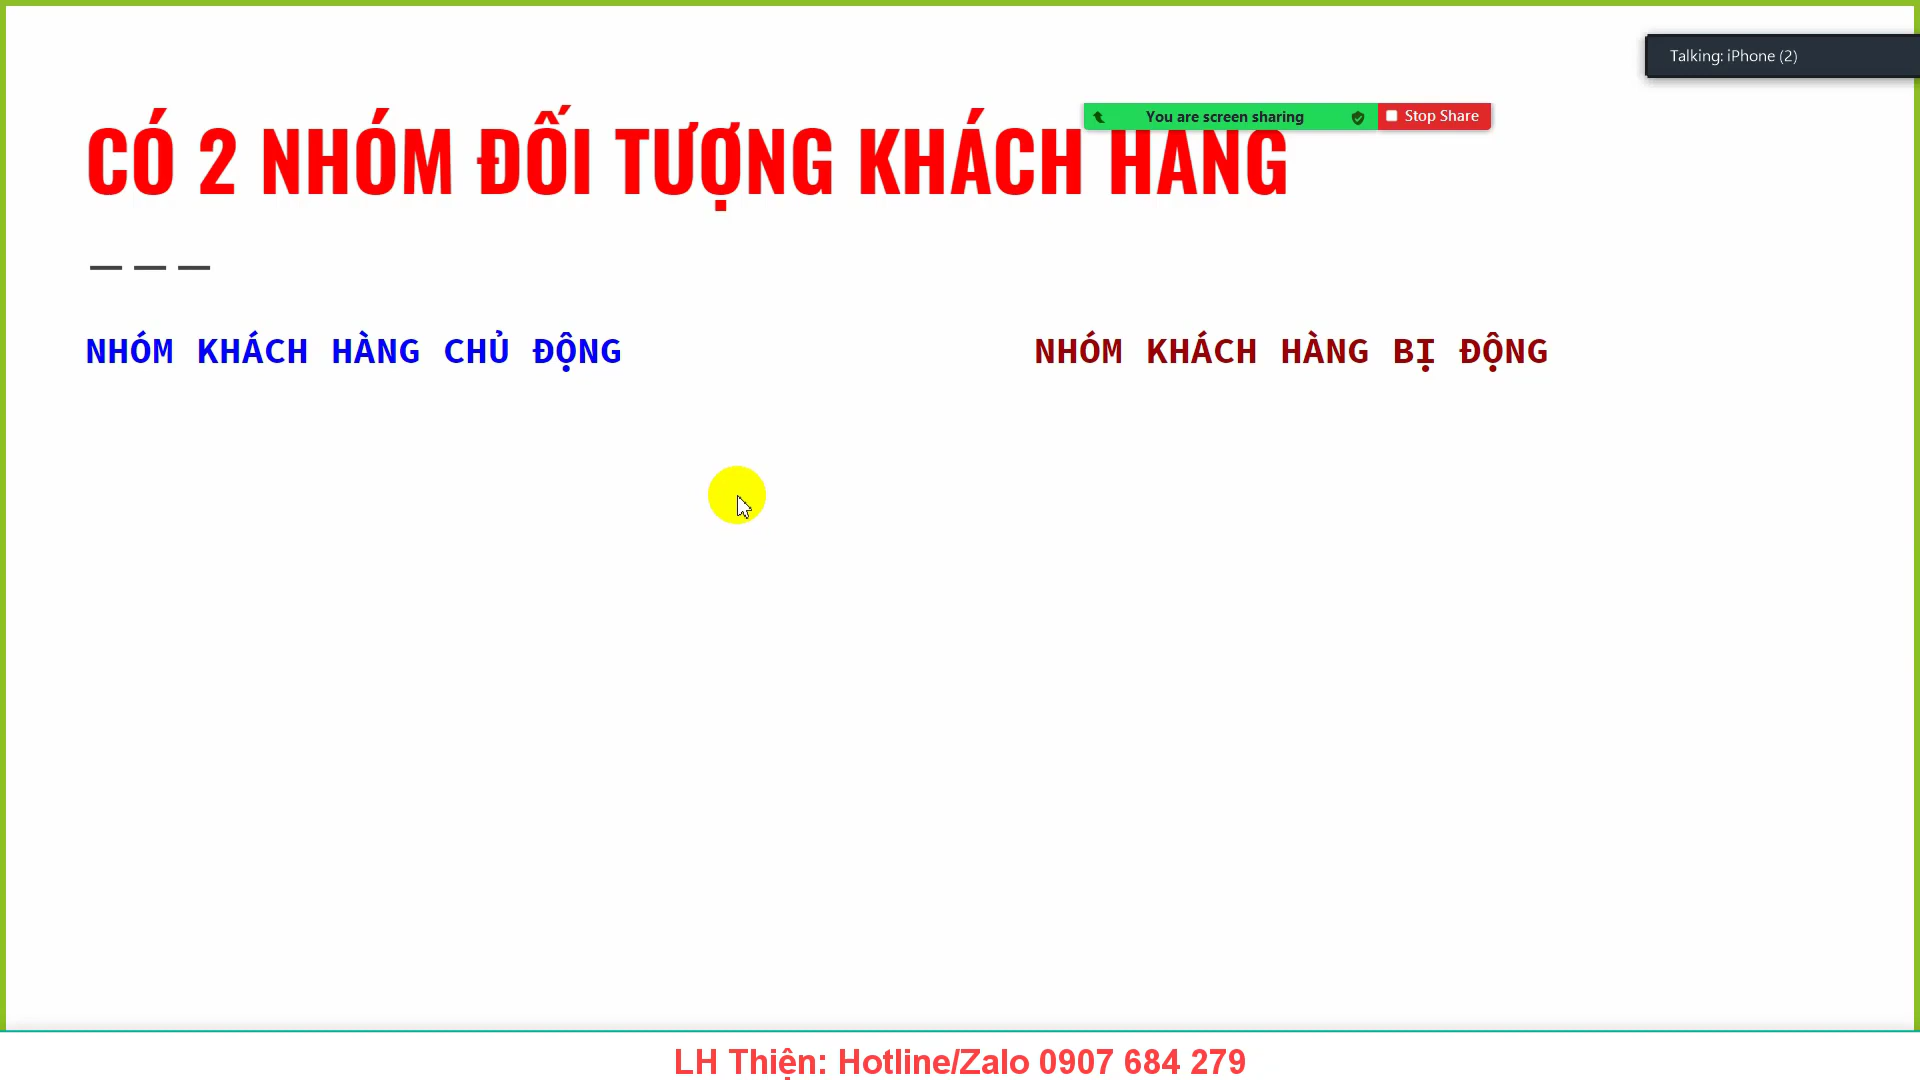 Talking: iPhone (2)
You are screen sharing
Stop Share
CÓ 2 NHÓM ĐỐI TƯỢNG KHÁCH HÀNG
NHÓM KHÁCH HÀNG CHỦ ĐỘNG
NHÓM KHÁCH HÀNG BỊ ĐỘNG
LH Thiện: Hotline/Zalo 0907 684 279